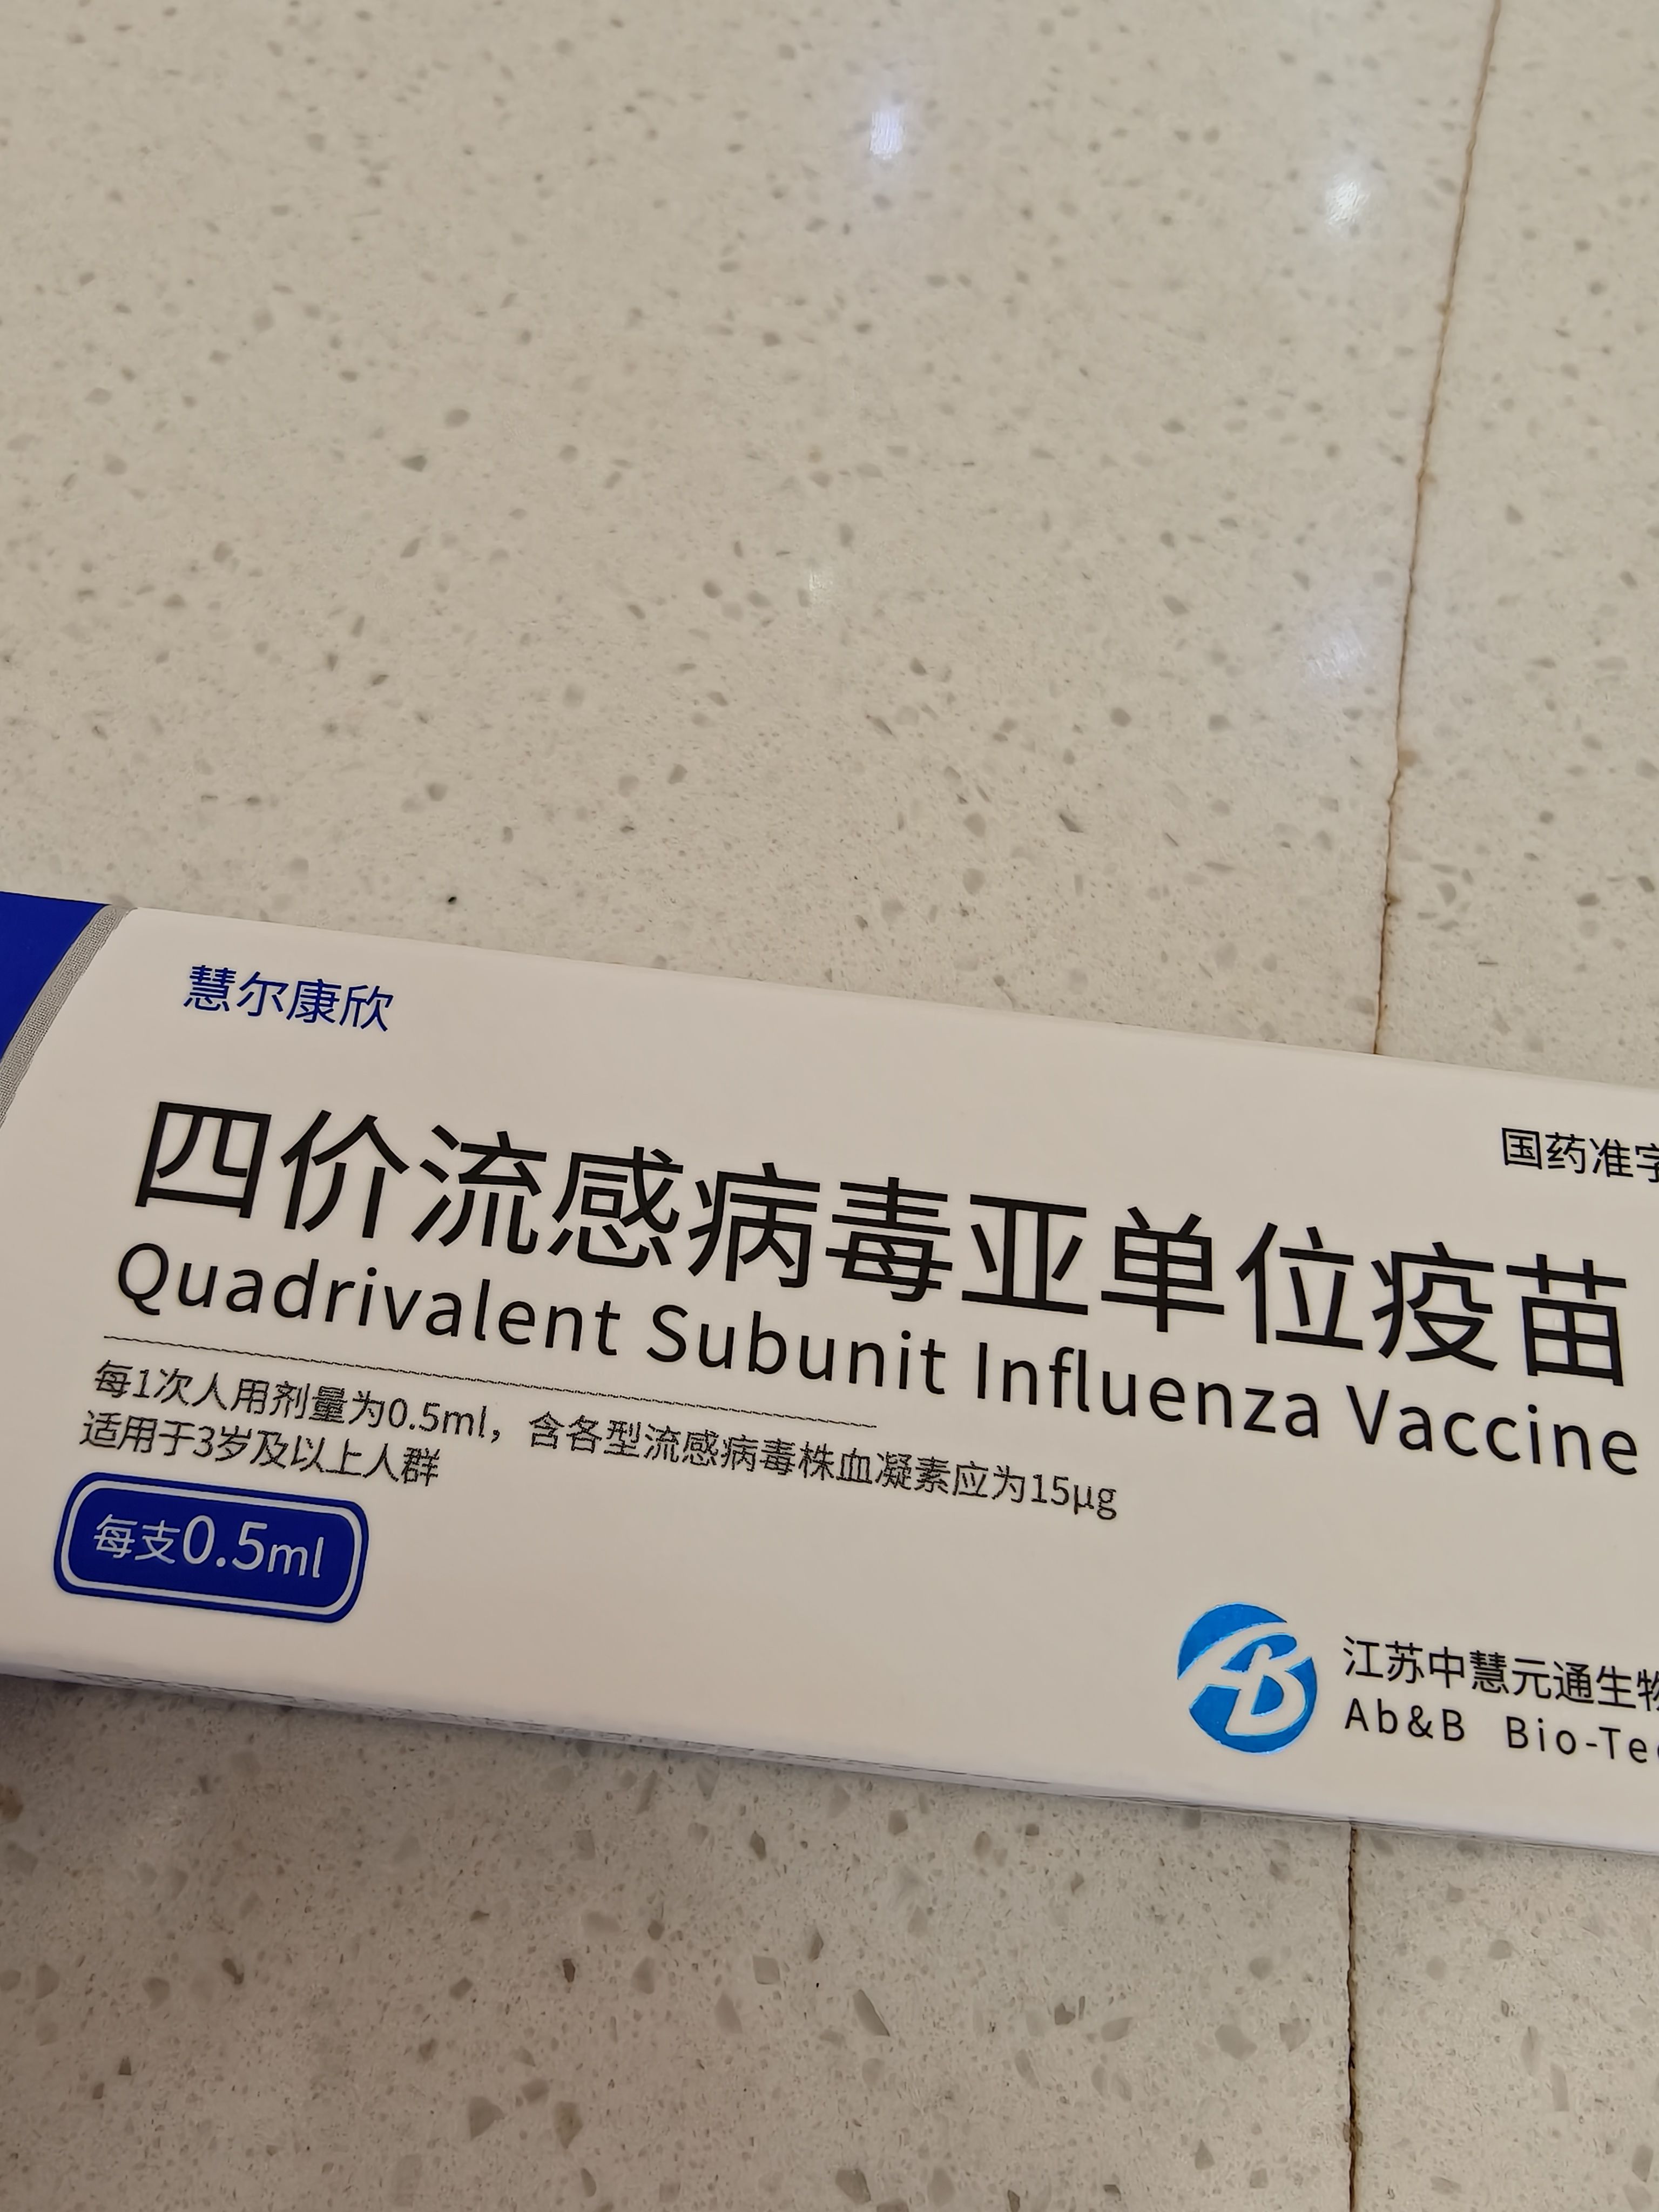 慧尔康欣
国药准字
四价流感病毒亚单位疫苗
Quadrivalent Subunit Influenza Vaccine
每1次人用剂量为0.5ml，含各型流感病毒株血凝素应为15μg
适用于3岁及以上人群
每支0.5ml
江苏中慧元通生物
Ab&B Bio-Tec